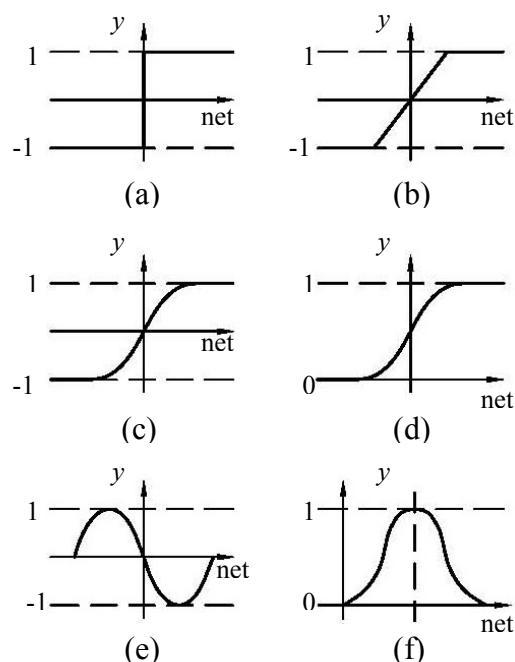 y y
1 1
net net
-1 -1
(a) (b)
y y
1 1
-1 0
net net
(c) (d)
y y
1 1
net
-1 0
net
(e) (f)